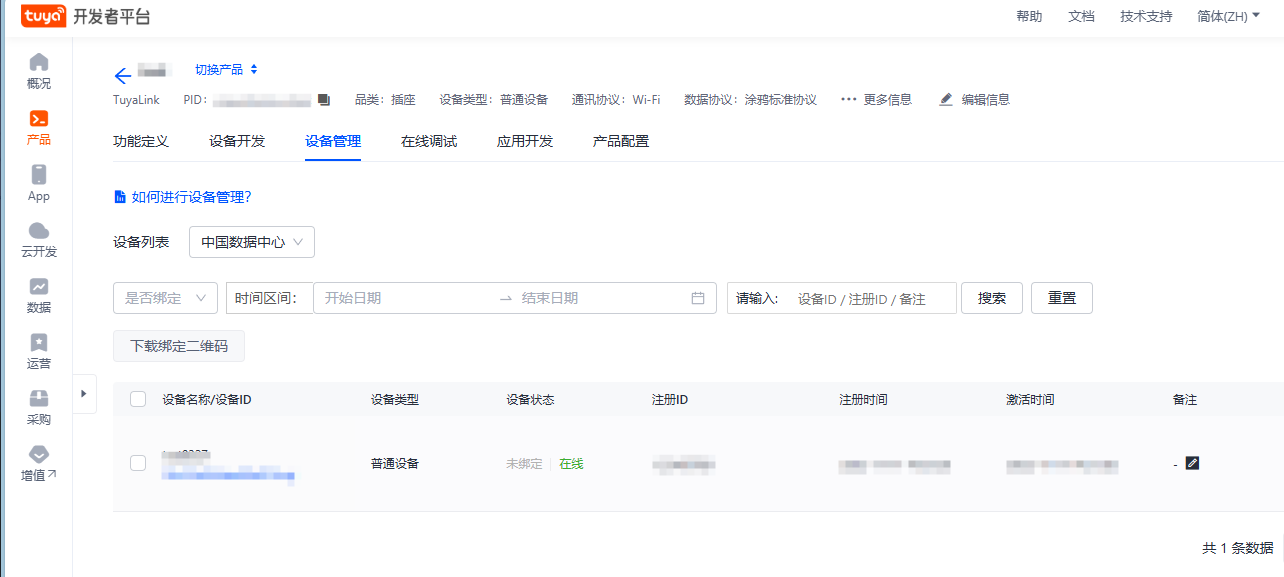 tuya 开发者平台 帮助 文档 技术支持 简体(ZH)
切换产品
TuyaLink PID： 品类：插座 设备类型：普通设备 通讯协议：Wi-Fi 数据协议：涂鸦标准协议 ··· 更多信息 编辑信息
功能定义 设备开发 设备管理 在线调试 应用开发 产品配置
概况
产品
App
云开发
数据
运营
采购
增值
如何进行设备管理?
设备列表 中国数据中心
是否绑定 时间区间： 开始日期 → 结束日期 请输入: 设备ID / 注册ID / 备注 搜索 重置
下载绑定二维码
设备名称/设备ID 设备类型 设备状态 注册ID 注册时间 激活时间 备注
普通设备 未绑定 在线 -
共 1 条数据